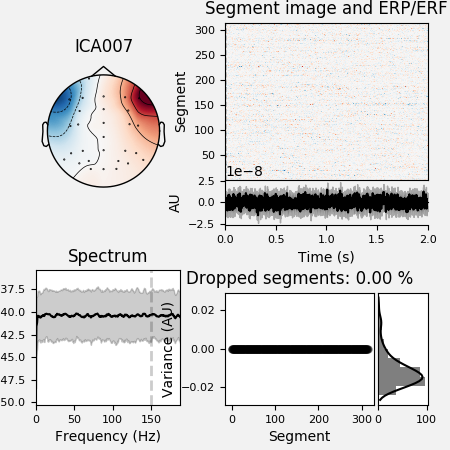 Segment image and ERP/ERF
ICA007
Segment
300
250
200
150
100
50
1e−8
AU
2.5
0.0
−2.5
0.0 0.5 1.0 1.5 2.0
Time (s)
Spectrum
Dropped segments: 0.00 %
37.5
40.0
42.5
45.0
47.5
50.0
0 50 100 150
Frequency (Hz)
Variance (AU)
0.02
0.00
−0.02
0 100 200 300
0 100
Segment